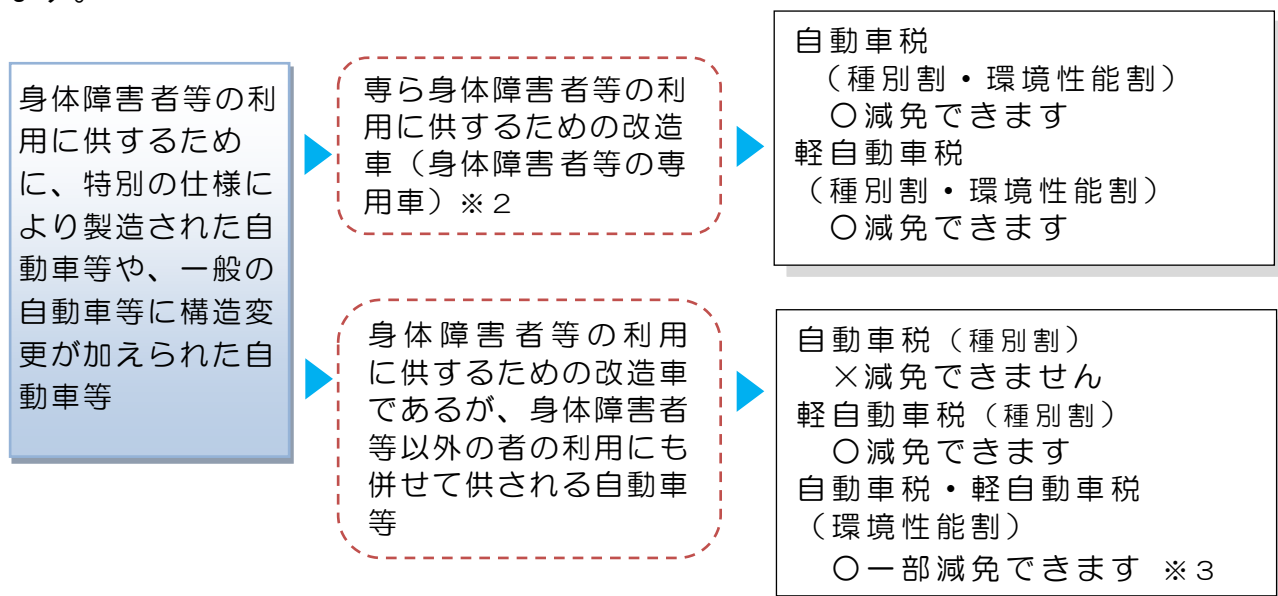 ます。
身体障害者等の利
用に供するため
に、特別の仕様に
より製造された自
動車等や、一般の
自動車等に構造変
更が加えられた自
動車等
専ら身体障害者等の利
用に供するための改造
車（身体障害者等の専
用車）※２
自動車税
（種別割・環境性能割）
○減免できます
軽自動車税
（種別割・環境性能割）
○減免できます
身体障害者等の利用
に供するための改造車
であるが、身体障害者
等以外の者の利用にも
併せて供される自動車
等
自動車税（種別割）
×減免できません
軽自動車税（種別割）
○減免できます
自動車税・軽自動車税
（環境性能割）
○一部減免できます ※３